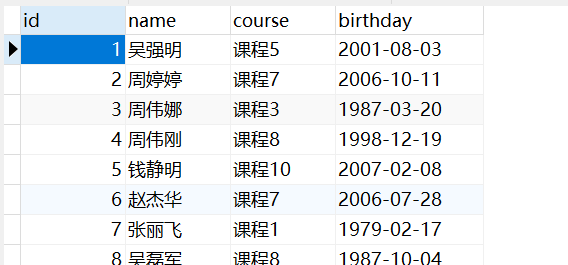 id name course birthday
1 吴强明 课程5 2001-08-03
2 周婷婷 课程7 2006-10-11
3 周伟娜 课程3 1987-03-20
4 周伟刚 课程8 1998-12-19
5 钱静明 课程10 2007-02-08
6 赵杰华 课程7 2006-07-28
7 张丽飞 课程1 1979-02-17
8 吴磊军 课程8 1987-10-04